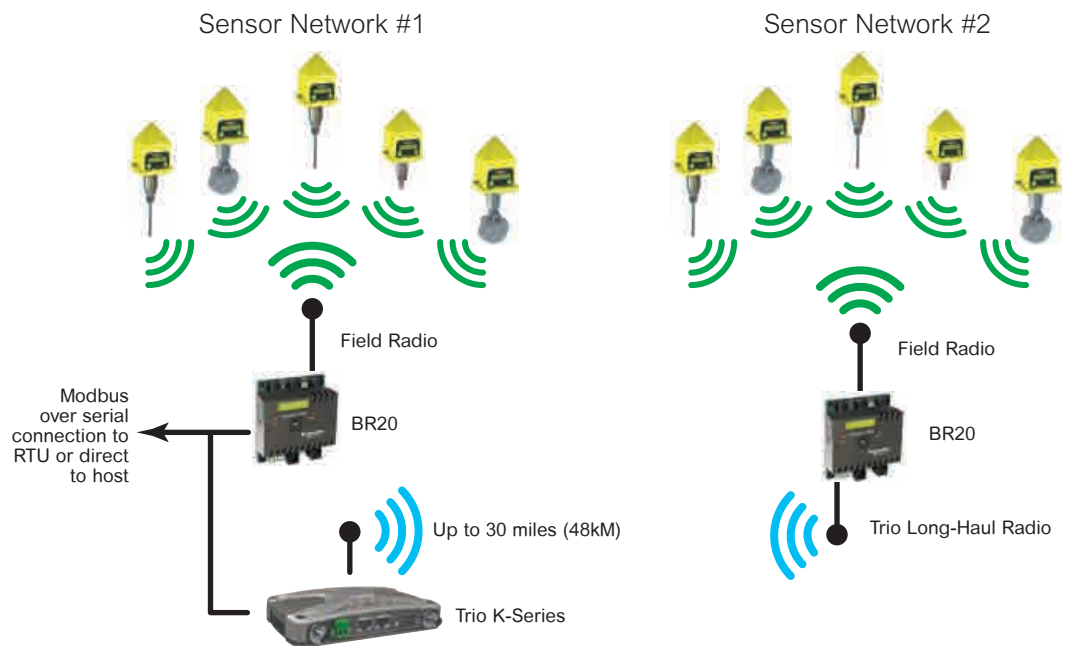 Sensor Network #1
Sensor Network #2
Field Radio
Field Radio
Modbus
over serial
connection to
RTU or direct
to host
BR20
BR20
Up to 30 miles (48kM)
Trio Long-Haul Radio
Trio K-Series